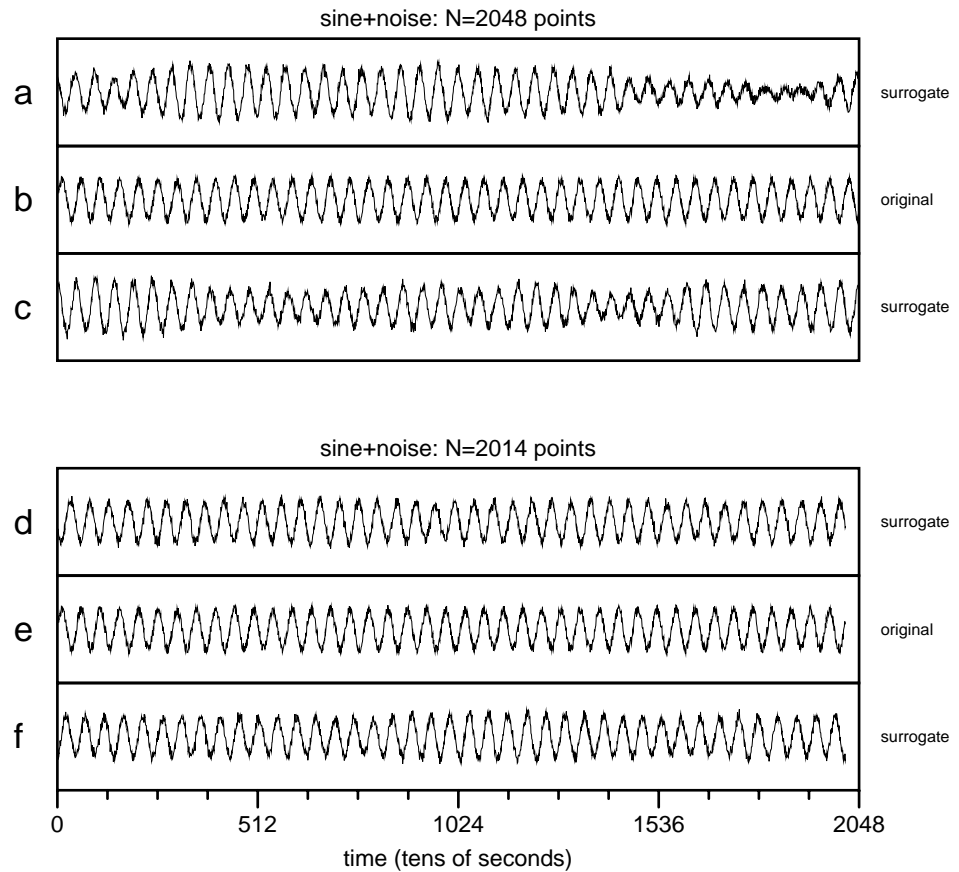 sine+noise: N=2048 points
a surrogate
b original
c surrogate
sine+noise: N=2014 points
d surrogate
e original
f surrogate
0 512 1024 1536 2048
time (tens of seconds)